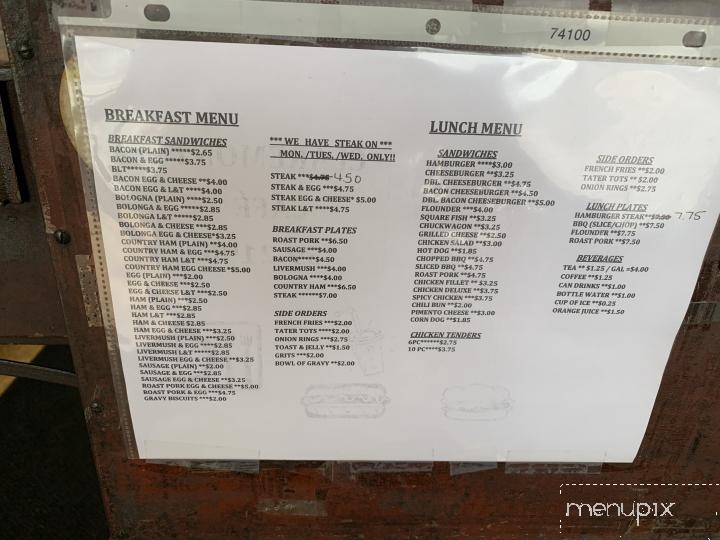 74100
BREAKFAST MENU
BREAKFAST SANDWICHES
BACON (PLAIN) *****$2.65
BACON & EGG *****$3.75
BLT*****$3.75
BACON EGG & CHEESE **$4.00
BACON EGG & L&T ****$4.00
BOLOGNA (PLAIN) ****$2.50
BOLONGA & EGG ****$2.85
BOLONGA L&T ****$2.85
BOLONGA & CHEESE ***$2.85
BOLONGA EGG & CHEESE*$3.25
COUNTRY HAM (PLAIN) **$4.00
COUNTRY HAM & EGG ***$4.75
COUNTRY HAM L&T ***$4.75
COUNTRY HAM EGG CHEESE *$5.00
EGG (PLAIN) ****$2.00
EGG & CHEESE ****$2.50
EGG & CHEESE L&T ***$2.50
HAM (PLAIN) ****$2.50
HAM & EGG ****$2.85
HAM L&T ****$2.85
HAM & CHEESE $2.85
HAM EGG & CHEESE ***$3.25
LIVERMUSH (PLAIN) ****$2.50
LIVERMUSH & EGG ****$2.85
LIVERMUSH L&T *****$2.85
LIVERMUSH EGG & CHEESE **$3.25
SAUSAGE (PLAIN) ***$2.00
SAUSAGE & EGG ****$2.85
SAUSAGE EGG & CHEESE **$3.25
ROAST PORK EGG & CHEESE **$5.00
ROAST PORK & EGG ***$4.75
GRAVY BISCUITS ***$2.00
*** WE HAVE STEAK ON ***
MON. /TUES, /WED, ONLY!!
STEAK ***$4.75 4.50
STEAK & EGG ***$4.75
STEAK EGG & CHEESE* $5.00
STEAK L&T ***$4.75
BREAKFAST PLATES
ROAST PORK **$6.50
SAUSAGE ****$4.00
BACON*****$4.50
LIVERMUSH ****$4.00
BOLOGNA ****$4.00
COUNTRY HAM ***$6.50
STEAK ******$7.00
SIDE ORDERS
FRENCH FRIES ***$2.00
TATER TOTS ****$2.00
ONION RINGS ***$2.75
TOAST & JELLY **$1.50
GRITS ***$2.00
BOWL OF GRAVY **$2.00
LUNCH MENU
SANDWICHES
HAMBURGER ****$3.00
CHEESEBURGER ***$3.25
DBL. CHEESEBURGER **$4.75
BACON CHEESEBURGER **$4.50
DBL. BACON CHEESEBURGER **$5.00
FLOUNDER ***$4.00
SQUARE FISH **$3.25
CHUCKWAGON **$3.25
GRILLED CHEESE **$2.50
CHICKEN SALAD **$3.00
HOT DOG **$1.85
CHOPPED BBQ **$4.75
SLICED BBQ **$4.75
ROAST PORK **$4.75
CHICKEN FILLET **$3.25
CHICKEN DELUXE **$3.75
SPICY CHICKEN ***$3.75
CHILI BUN **$2.00
PIMENTO CHEESE **$3.00
CORN DOG **$1.85
CHICKEN TENDERS
6PC******$2.75
10 PC****$3.75
SIDE ORDERS
FRENCH FRIES **$2.00
TATER TOTS ** $2.00
ONION RINGS **$2.75
LUNCH PLATES
HAMBURGER STEAK**$7.50 7.75
BBQ (SLICE/CHOP) **$7.50
FLOUNDER **$7.75
ROAST PORK **$7.50
BEVERAGES
TEA ** $1.25 / GAL =$4.00
COFFEE **$1.25
CAN DRINKS **$1.00
BOTTLE WATER **$1.00
CUP OF ICE **$0.25
ORANGE JUICE **$1.50
menupix